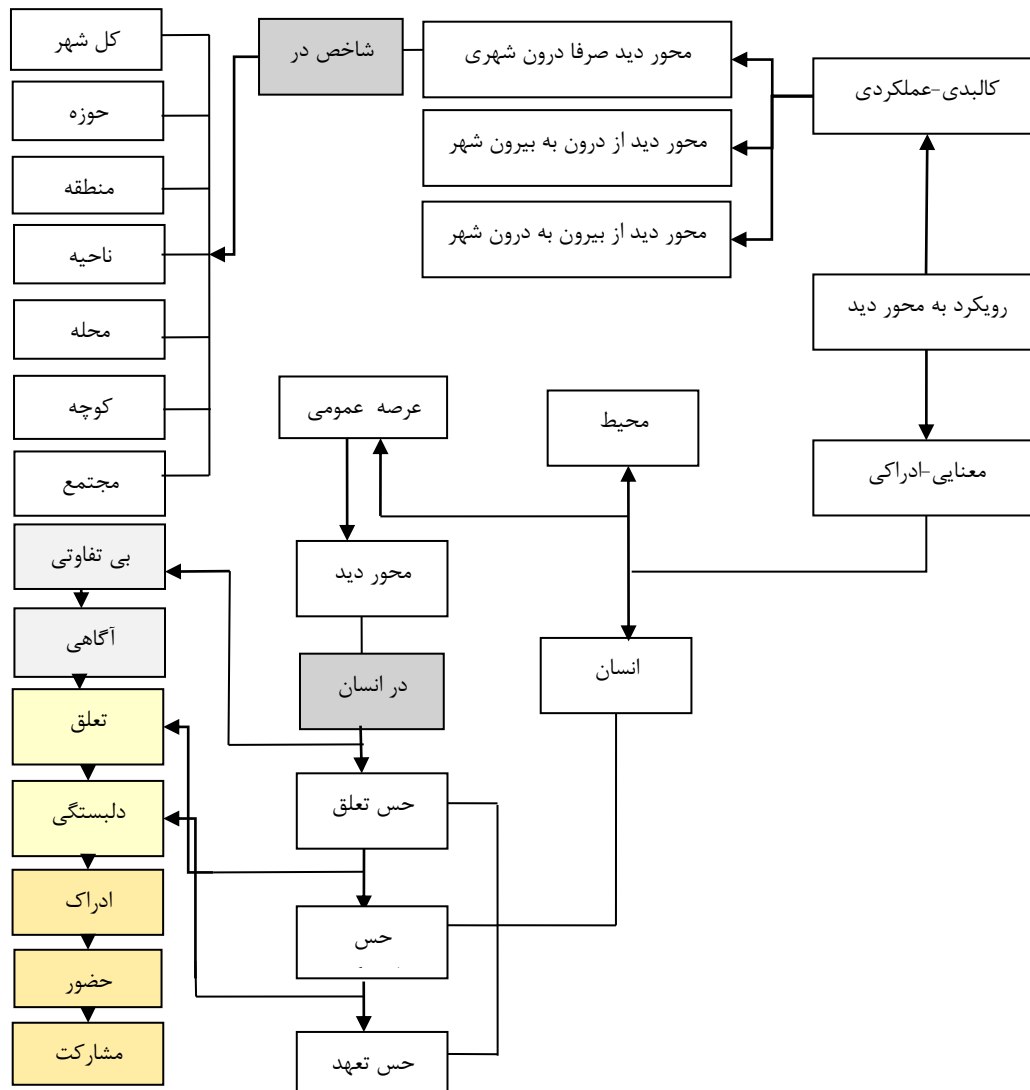 رویکرد به محور دید
کالبدی-عملکردی
محور دید صرفا درون شهری
محور دید از درون به بیرون شهر
محور دید از بیرون به درون شهر
شاخص در
کل شهر
حوزه
منطقه
ناحیه
محله
کوچه
مجتمع
معنایی-ادراکی
محیط
انسان
عرصه عمومی
محور دید
در انسان
حس تعلق
حس
حس تعهد
بی تفاوتی
آگاهی
تعلق
دلبستگی
ادراک
حضور
مشارکت